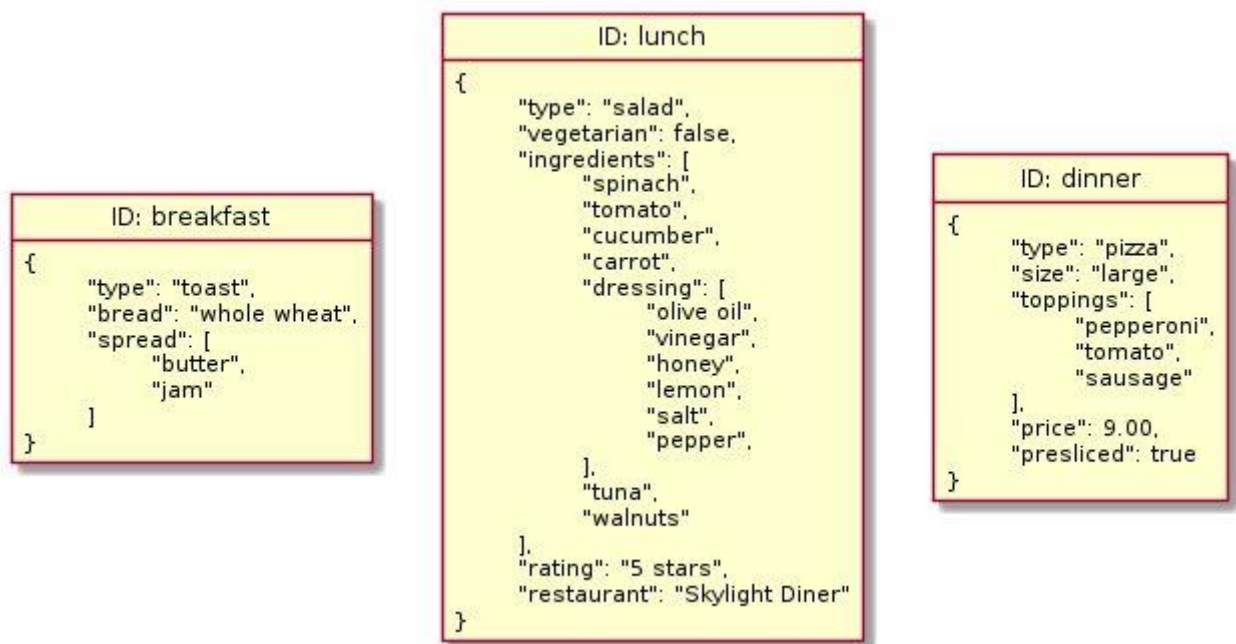 ID: breakfast
{
"type": "toast",
"bread": "whole wheat",
"spread": [
"butter",
"jam"
]
}
ID: lunch
{
"type": "salad",
"vegetarian": false,
"ingredients": [
"spinach",
"tomato",
"cucumber",
"carrot",
"dressing": [
"olive oil",
"vinegar",
"honey",
"lemon",
"salt",
"pepper",
],
"tuna",
"walnuts"
],
"rating": "5 stars",
"restaurant": "Skylight Diner"
}
ID: dinner
{
"type": "pizza",
"size": "large",
"toppings": [
"pepperoni",
"tomato",
"sausage"
],
"price": 9.00,
"presliced": true
}